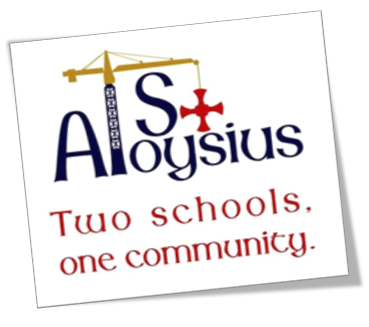 St
Aloysius
Two schools,
one community.